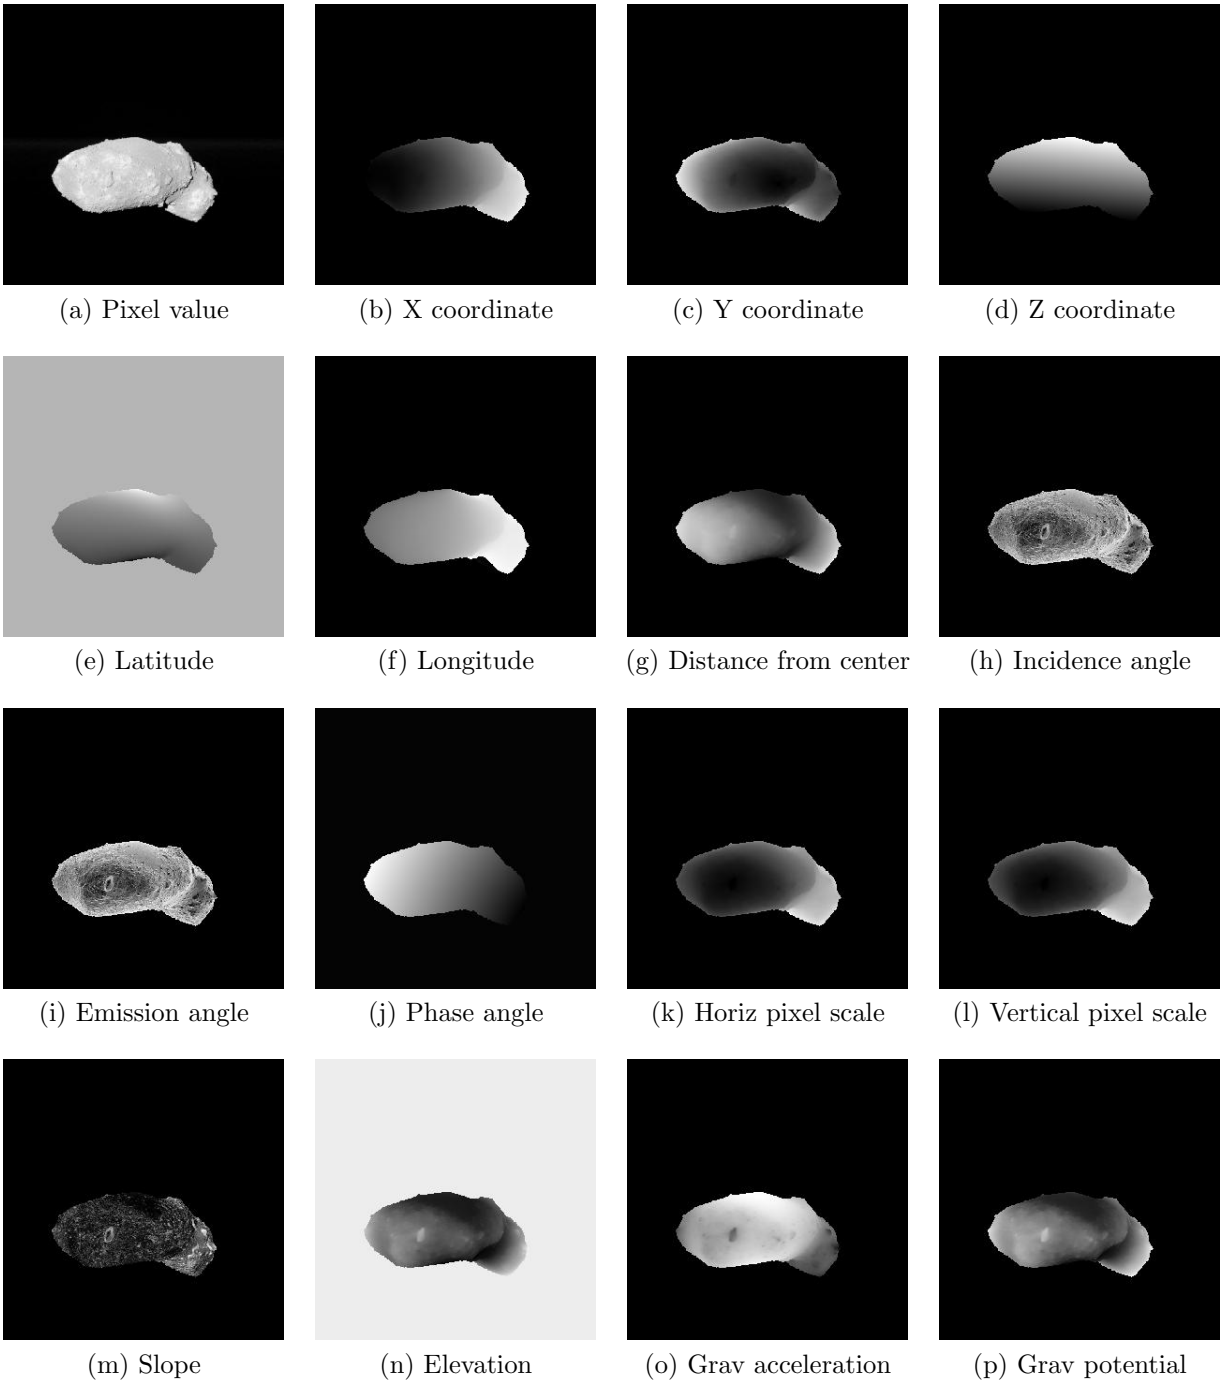 (a) Pixel value
(b) X coordinate
(c) Y coordinate
(d) Z coordinate
(e) Latitude
(f) Longitude
(g) Distance from center
(h) Incidence angle
(i) Emission angle
(j) Phase angle
(k) Horiz pixel scale
(l) Vertical pixel scale
(m) Slope
(n) Elevation
(o) Grav acceleration
(p) Grav potential